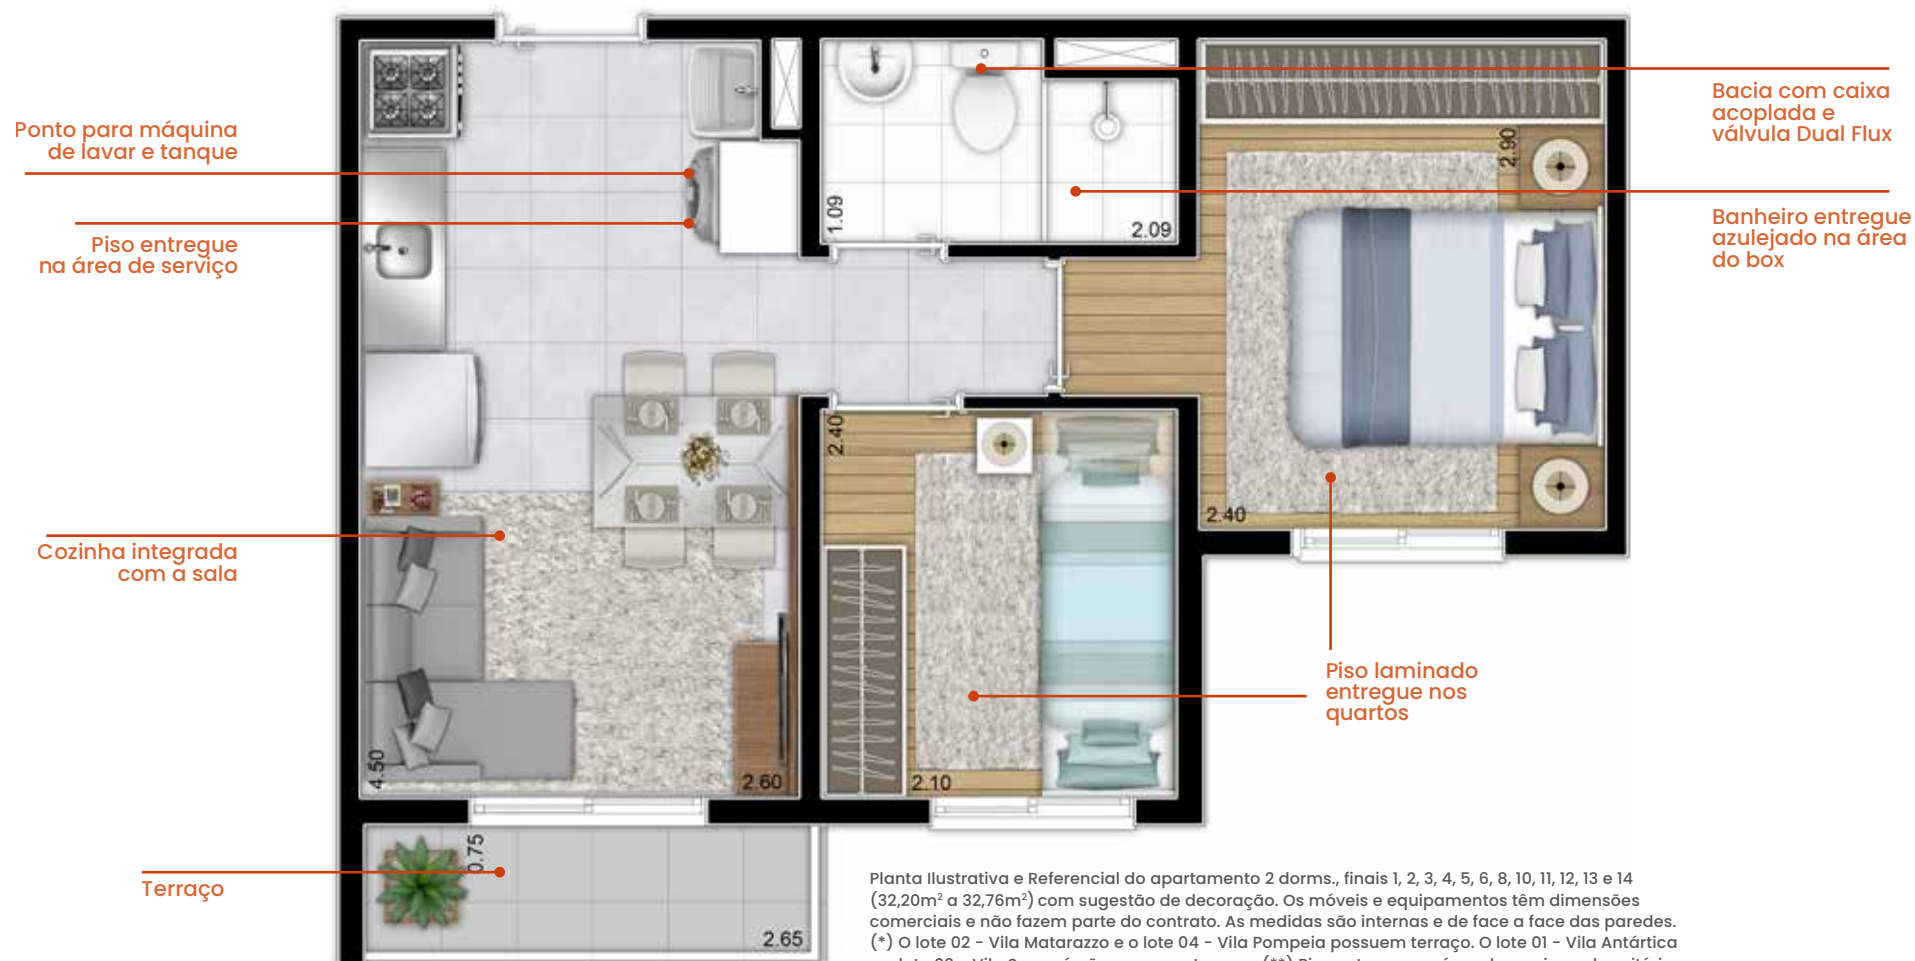 Ponto para máquina
de lavar e tanque
Piso entregue
na área de serviço
Cozinha integrada
com a sala
Terraço
Bacia com caixa
acoplada e
válvula Dual Flux
Banheiro entregue
azulejado na área
do box
Piso laminado
entregue nos
quartos
1.09
2.09
2.90
2.40
2.40
2.10
4.50
2.60
0.75
2.65
Planta Ilustrativa e Referencial do apartamento 2 dorms., finais 1, 2, 3, 4, 5, 6, 8, 10, 11, 12, 13 e 14
(32,20m² a 32,76m²) com sugestão de decoração. Os móveis e equipamentos têm dimensões
comerciais e não fazem parte do contrato. As medidas são internas e de face a face das paredes.
(*) O lote 02 - Vila Matarazzo e o lote 04 - Vila Pompeia possuem terraço. O lote 01 - Vila Antártica